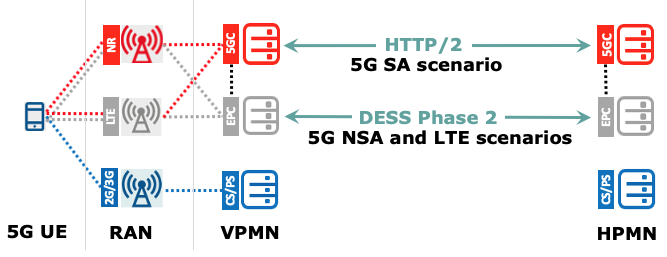 NR
5GC
HTTP/2
5G SA scenario
5GC
LTE
EPC
DESS Phase 2
5G NSA and LTE scenarios
EPC
2G/3G
CS/PS
CS/PS
5G UE
RAN
VPMN
HPMN